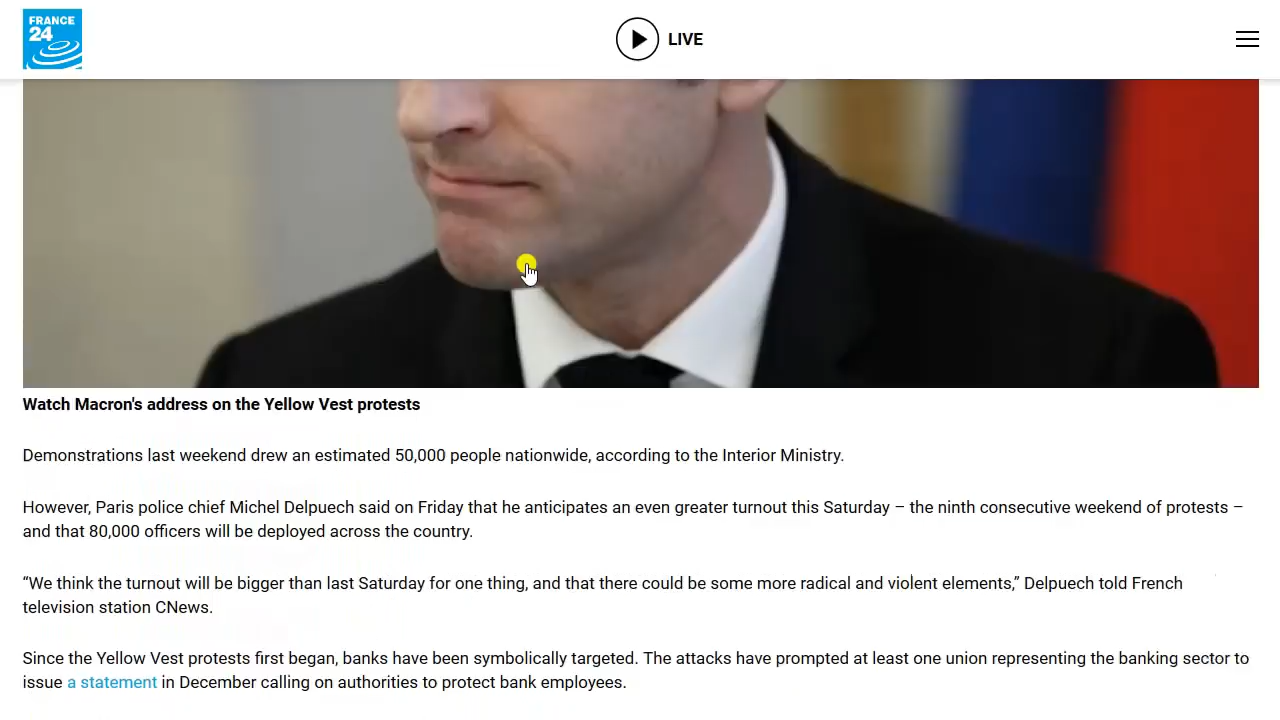 FRANCE
24
LIVE
Watch Macron's address on the Yellow Vest protests
Demonstrations last weekend drew an estimated 50,000 people nationwide, according to the Interior Ministry.
However, Paris police chief Michel Delpuech said on Friday that he anticipates an even greater turnout this Saturday – the ninth consecutive weekend of protests –
and that 80,000 officers will be deployed across the country.
“We think the turnout will be bigger than last Saturday for one thing, and that there could be some more radical and violent elements,” Delpuech told French
television station CNews.
Since the Yellow Vest protests first began, banks have been symbolically targeted. The attacks have prompted at least one union representing the banking sector to
issue a statement in December calling on authorities to protect bank employees.